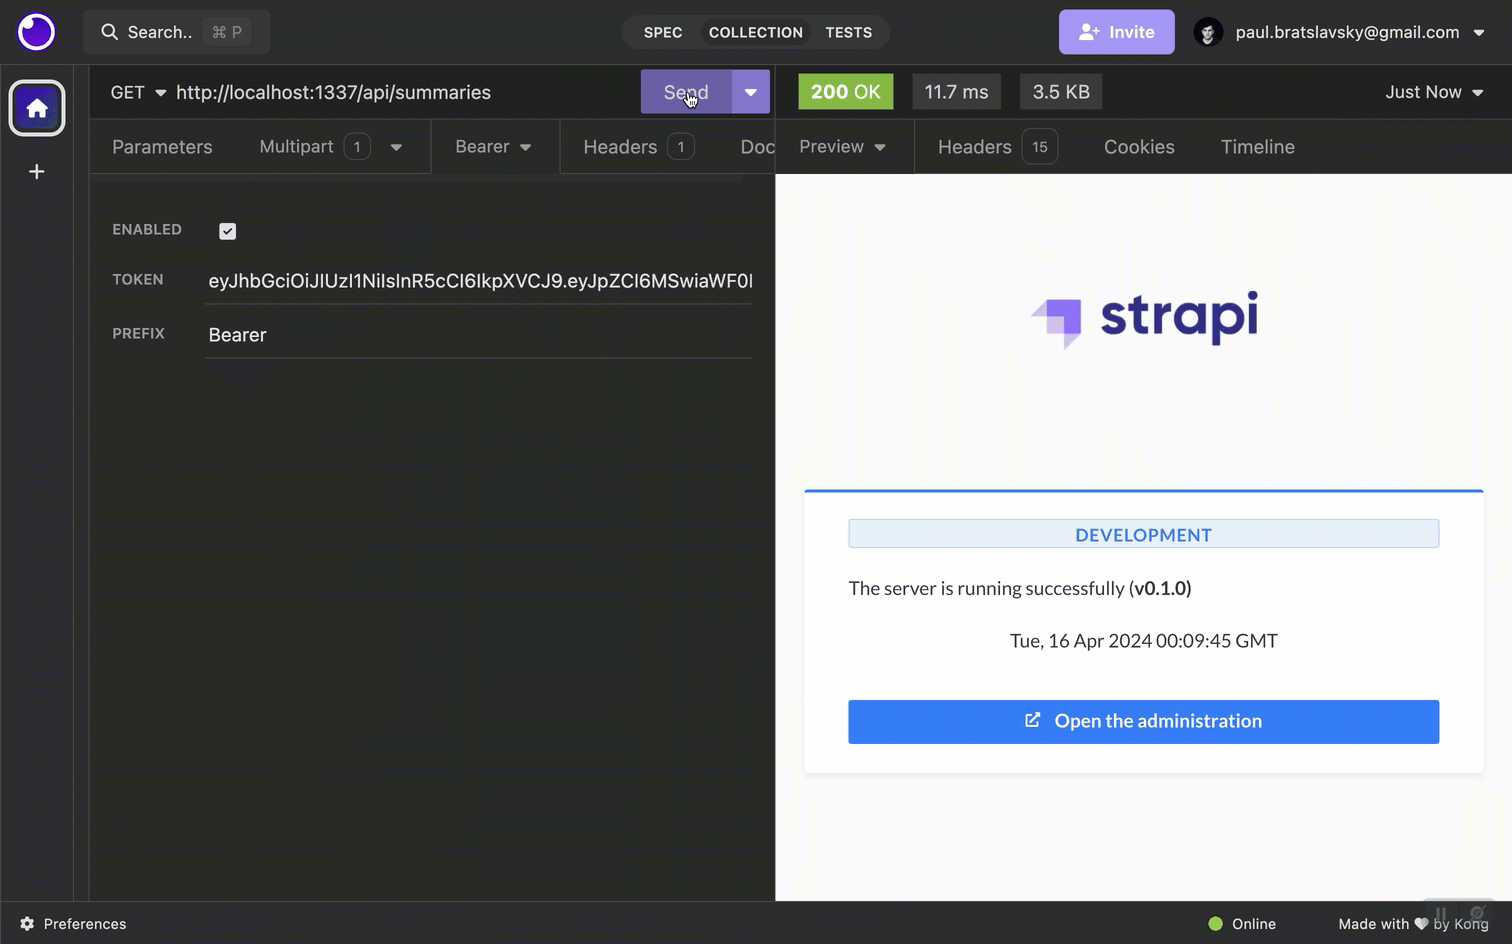 Search.. ⌘ P
SPEC COLLECTION TESTS
Invite
paul.bratslavsky@gmail.com
GET http://localhost:1337/api/summaries
Send
200 OK 11.7 ms 3.5 KB
Just Now
Parameters Multipart 1 Bearer Headers 1 Doc
Preview Headers 15 Cookies Timeline
ENABLED
TOKEN eyJhbGciOiJIUzI1NiIsInR5cCI6IkpXVCJ9.eyJpZCI6MSwiaWF0I
PREFIX Bearer
strapi
DEVELOPMENT
The server is running successfully (v0.1.0)
Tue, 16 Apr 2024 00:09:45 GMT
Open the administration
Preferences
Online
Made with ♥ by Kong